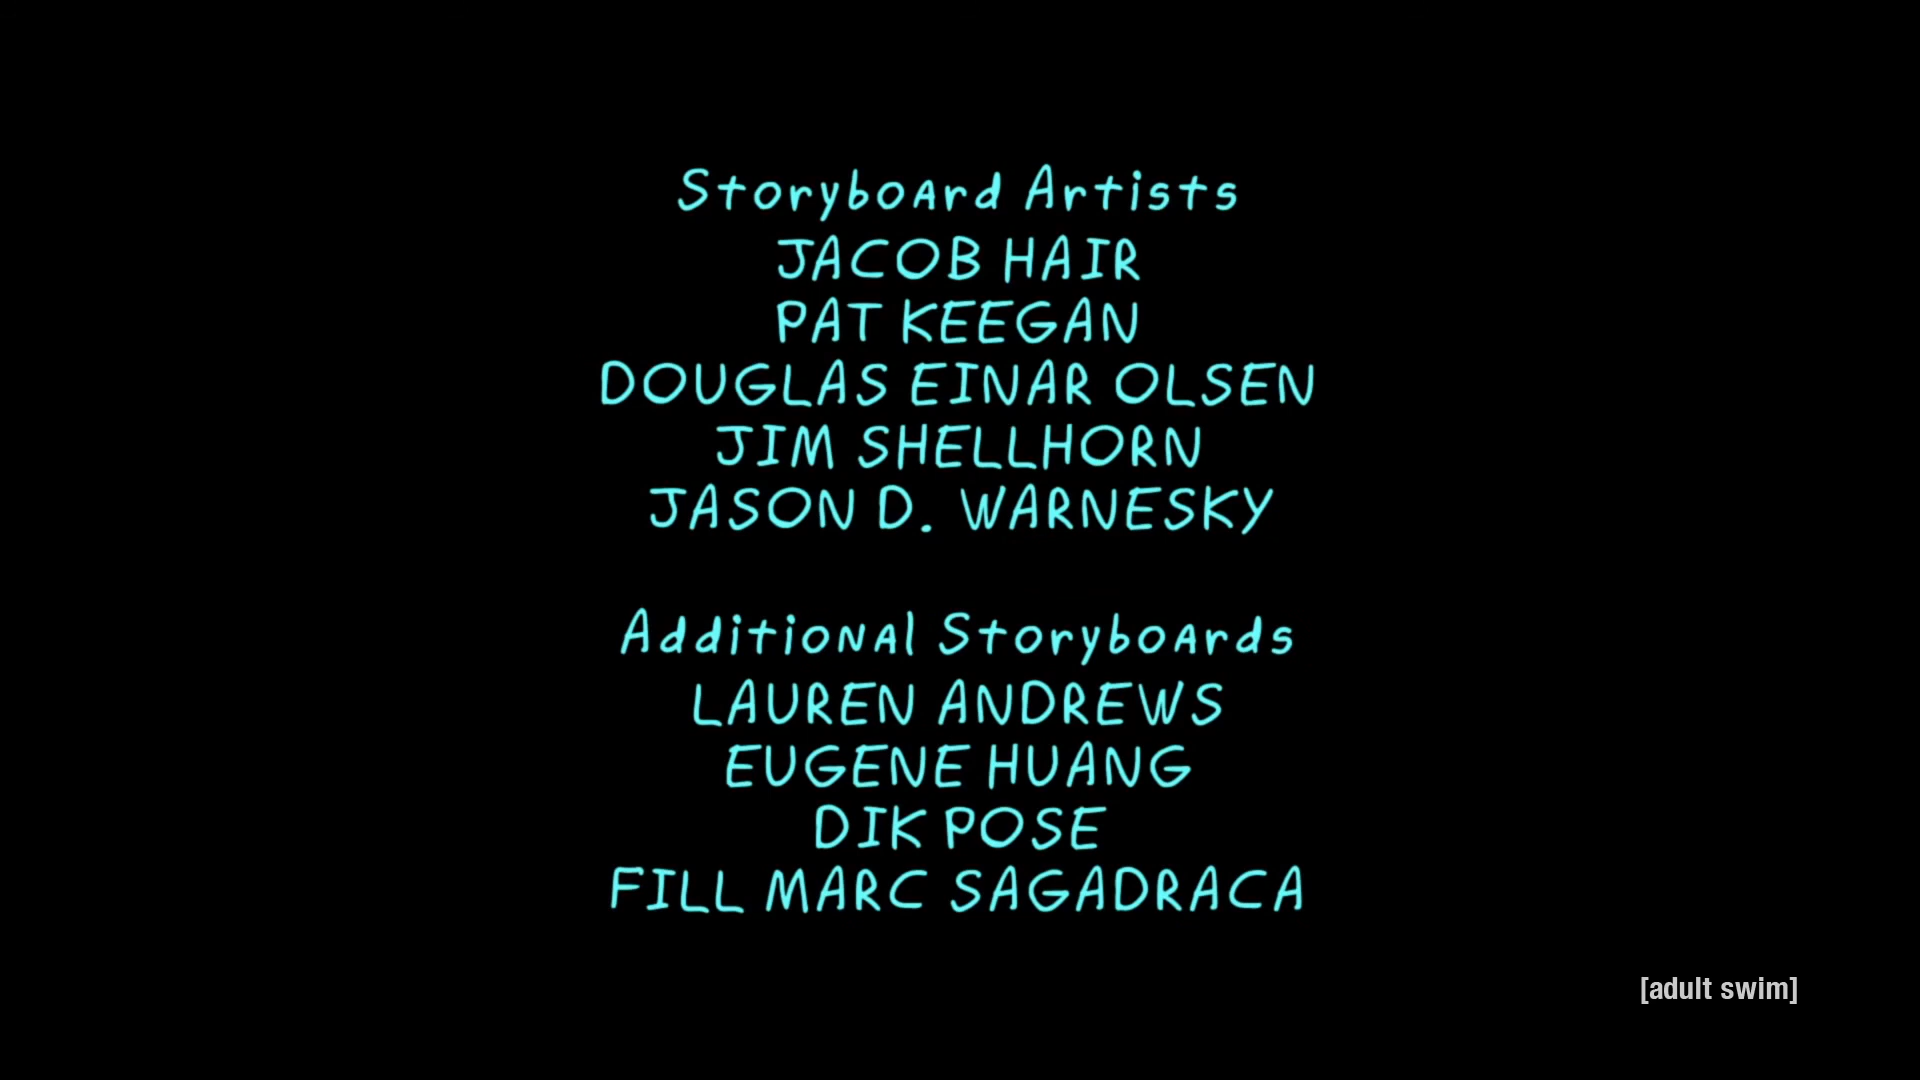 Storyboard Artists
JACOB HAIR
PAT KEEGAN
DOUGLAS EINAR OLSEN
JIM SHELLHORN
JASON D. WARNESKY
Additional Storyboards
LAUREN ANDREWS
EUGENE HUANG
DIK POSE
FILL MARC SAGADRACA
[adult swim]